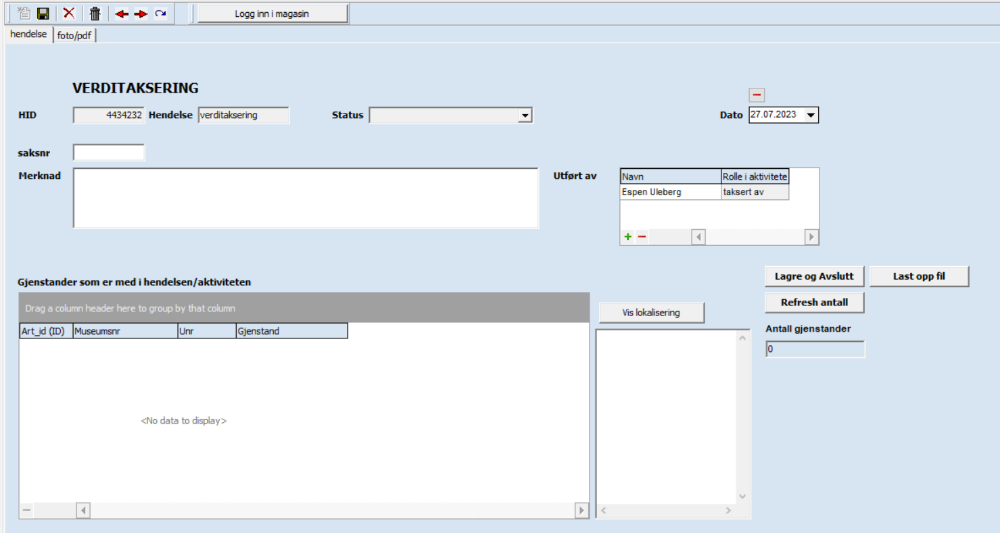 Logg inn i magasin
hendelse foto/pdf
VERDITAKSERING
HID 4434232 Hendelse verditaksering Status Dato 27.07.2023
saksnr
Merknad Utført av Navn Rolle i aktivitete
Espen Uleberg taksert av
Gjenstander som er med i hendelsen/aktiviteten Lagre og Avslutt Last opp fil
Drag a column header here to group by that column Vis lokalisering Refresh antall
Art_id (ID) Museumsnr Unr Gjenstand Antall gjenstander
0
<No data to display>